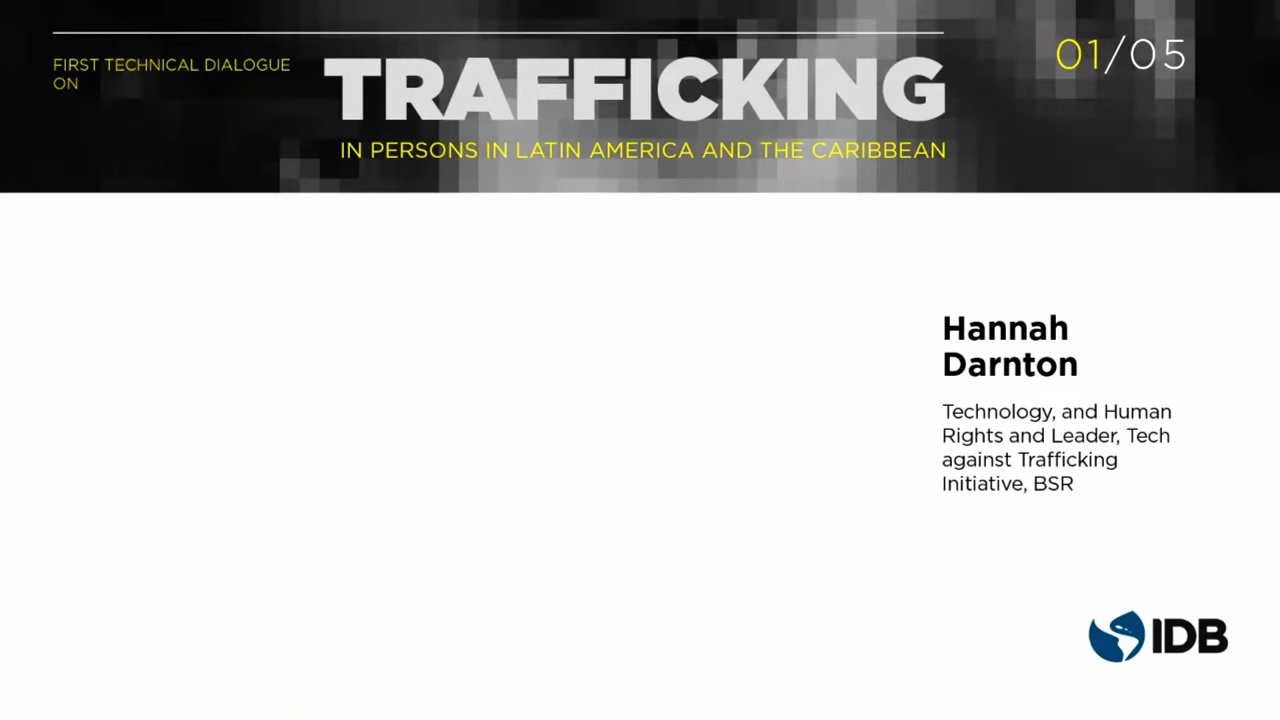 FIRST TECHNICAL DIALOGUE
ON
TRAFFICKING
IN PERSONS IN LATIN AMERICA AND THE CARIBBEAN
01/05
Hannah
Darnton
Technology, and Human
Rights and Leader, Tech
against Trafficking
Initiative, BSR
IDB